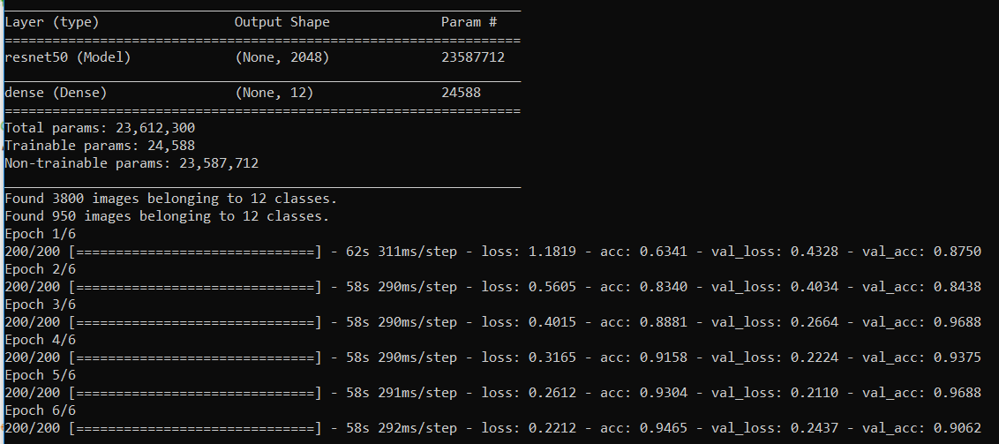 _________________________________________________________________
Layer (type)                 Output Shape              Param #
=================================================================
resnet50 (Model)             (None, 2048)              23587712
_________________________________________________________________
dense (Dense)                (None, 12)                24588
=================================================================
Total params: 23,612,300
Trainable params: 24,588
Non-trainable params: 23,587,712
_________________________________________________________________
Found 3800 images belonging to 12 classes.
Found 950 images belonging to 12 classes.
Epoch 1/6
200/200 [==============================] - 62s 311ms/step - loss: 1.1819 - acc: 0.6341 - val_loss: 0.4328 - val_acc: 0.8750
Epoch 2/6
200/200 [==============================] - 58s 290ms/step - loss: 0.5605 - acc: 0.8340 - val_loss: 0.4034 - val_acc: 0.8438
Epoch 3/6
200/200 [==============================] - 58s 290ms/step - loss: 0.4015 - acc: 0.8881 - val_loss: 0.2664 - val_acc: 0.9688
Epoch 4/6
200/200 [==============================] - 58s 290ms/step - loss: 0.3165 - acc: 0.9158 - val_loss: 0.2224 - val_acc: 0.9375
Epoch 5/6
200/200 [==============================] - 58s 291ms/step - loss: 0.2612 - acc: 0.9304 - val_loss: 0.2110 - val_acc: 0.9688
Epoch 6/6
200/200 [==============================] - 58s 292ms/step - loss: 0.2212 - acc: 0.9465 - val_loss: 0.2437 - val_acc: 0.9062